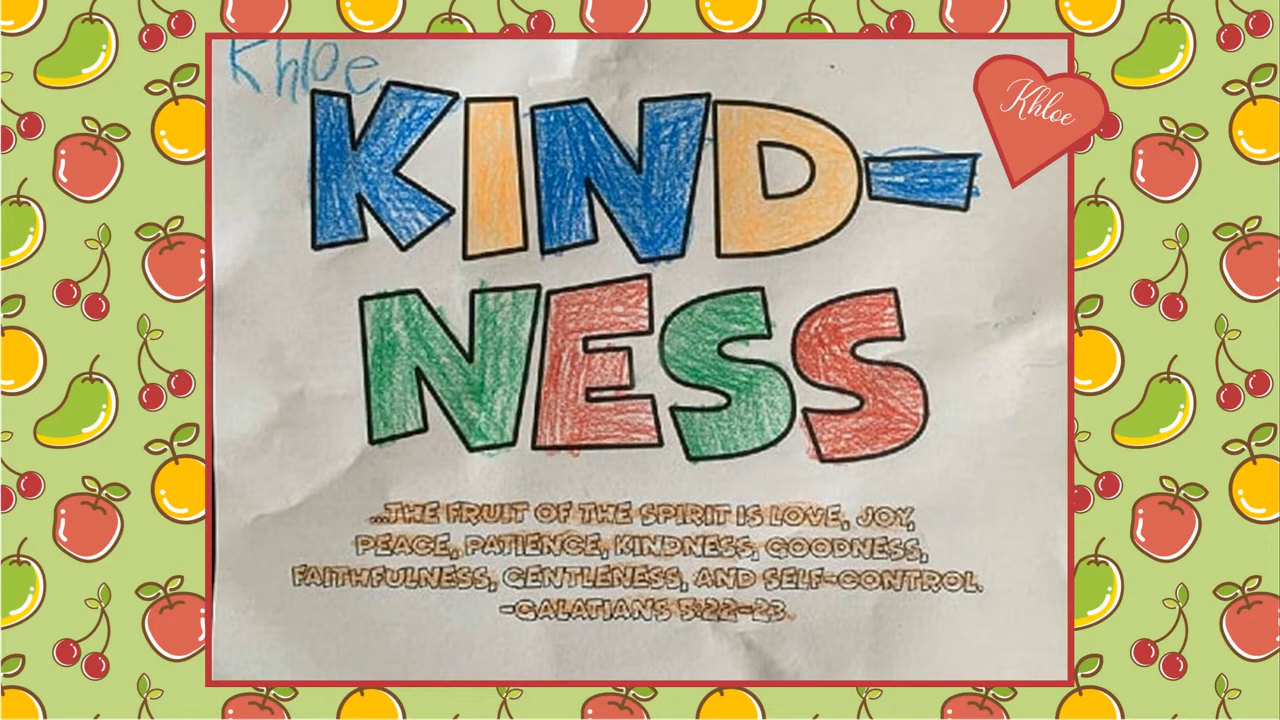 Khloe
Khloe
KIND-
NESS
...THE FRUIT OF THE SPIRIT IS LOVE, JOY,
PEACE, PATIENCE, KINDNESS, GOODNESS,
FAITHFULNESS, GENTLENESS, AND SELF-CONTROL.
-GALATIANS 5:22-23.